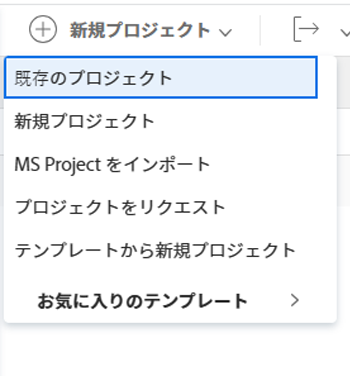 新規プロジェクト
既存のプロジェクト
新規プロジェクト
MS Project をインポート
プロジェクトをリクエスト
テンプレートから新規プロジェクト
お気に入りのテンプレート